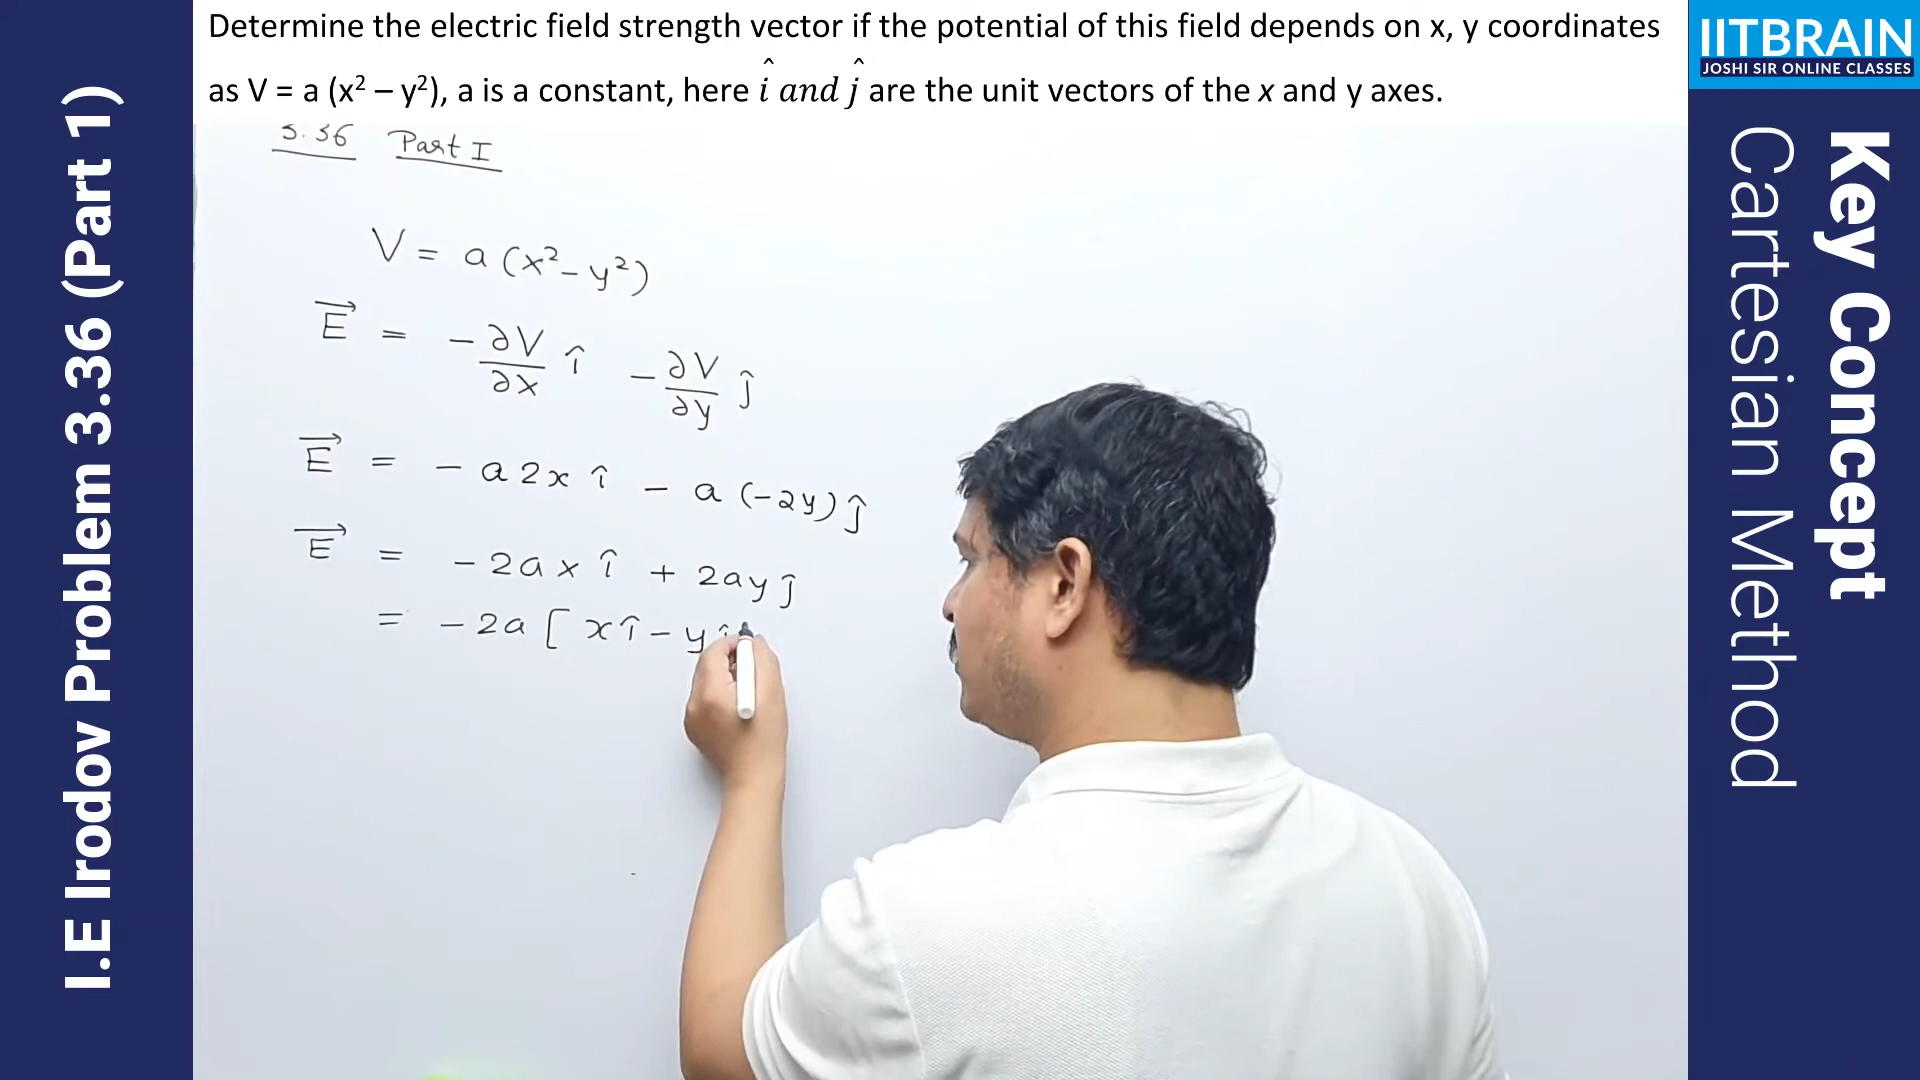 Determine the electric field strength vector if the potential of this field depends on x, y coordinates
as V = a (x² – y²), a is a constant, here î and ĵ are the unit vectors of the x and y axes.
IITBRAIN
JOSHI SIR ONLINE CLASSES
I.E Irodov Problem 3.36 (Part 1)
Key Concept
Cartesian Method
3.36 Part I
V = a (x² - y²)
E⃗ = - ∂V/∂x î - ∂V/∂y ĵ
E⃗ = - a 2x î - a (-2y) ĵ
E⃗ = - 2a x î + 2ay ĵ
= - 2a [ x î - y